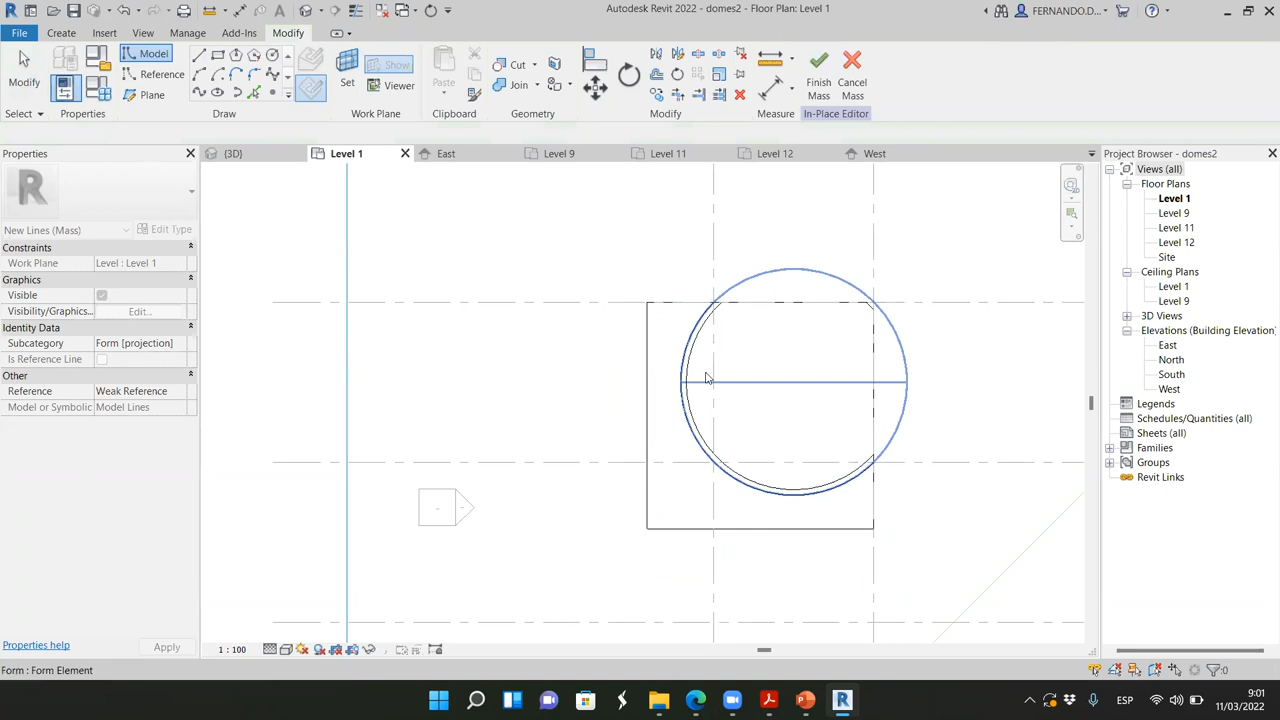 Autodesk Revit 2022 - domes2 - Floor Plan: Level 1
FERNANDO.D...
File Create Insert View Manage Add-Ins Modify
Modify
Model
Reference
Plane
Set
Show
Viewer
Paste
Cut
Join
Finish Mass
Cancel Mass
Select Properties Draw Work Plane Clipboard Geometry Modify Measure In-Place Editor
Properties
{3D} Level 1 East Level 9 Level 11 Level 12 West
Project Browser - domes2
New Lines (Mass) Edit Type
Constraints
Work Plane Level : Level 1
Graphics
Visible
Visibility/Graphics... Edit...
Identity Data
Subcategory Form [projection]
Is Reference Line
Other
Reference Weak Reference
Model or Symbolic Model Lines
Views (all)
Floor Plans
Level 1
Level 9
Level 11
Level 12
Site
Ceiling Plans
Level 1
Level 9
3D Views
Elevations (Building Elevation)
East
North
South
West
Legends
Schedules/Quantities (all)
Sheets (all)
Families
Groups
Revit Links
Properties help Apply
1 : 100
Form : Form Element
:0
ESP
9:01
11/03/2022